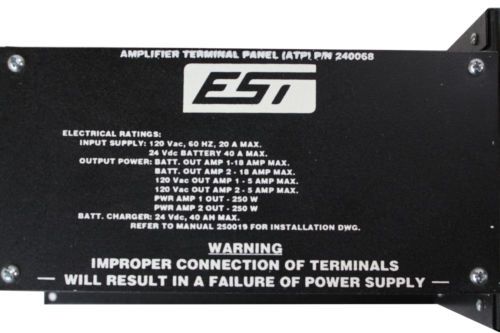 AMPLIFIER TERMINAL PANEL (ATP) P/N 240068
EST
ELECTRICAL RATINGS:
INPUT SUPPLY: 120 Vac, 60 HZ, 20 A MAX.
24 Vdc BATTERY 40 A MAX.
OUTPUT POWER: BATT. OUT AMP 1-18 AMP MAX.
BATT. OUT AMP 2 - 18 AMP MAX.
120 Vac OUT AMP 1 - 5 AMP MAX.
120 Vac OUT AMP 2 - 5 AMP MAX.
PWR AMP 1 OUT - 250 W
PWR AMP 2 OUT - 250 W
BATT. CHARGER: 24 Vdc, 40 AH MAX.
REFER TO MANUAL 250019 FOR INSTALLATION DWG.
WARNING
IMPROPER CONNECTION OF TERMINALS
— WILL RESULT IN A FAILURE OF POWER SUPPLY —